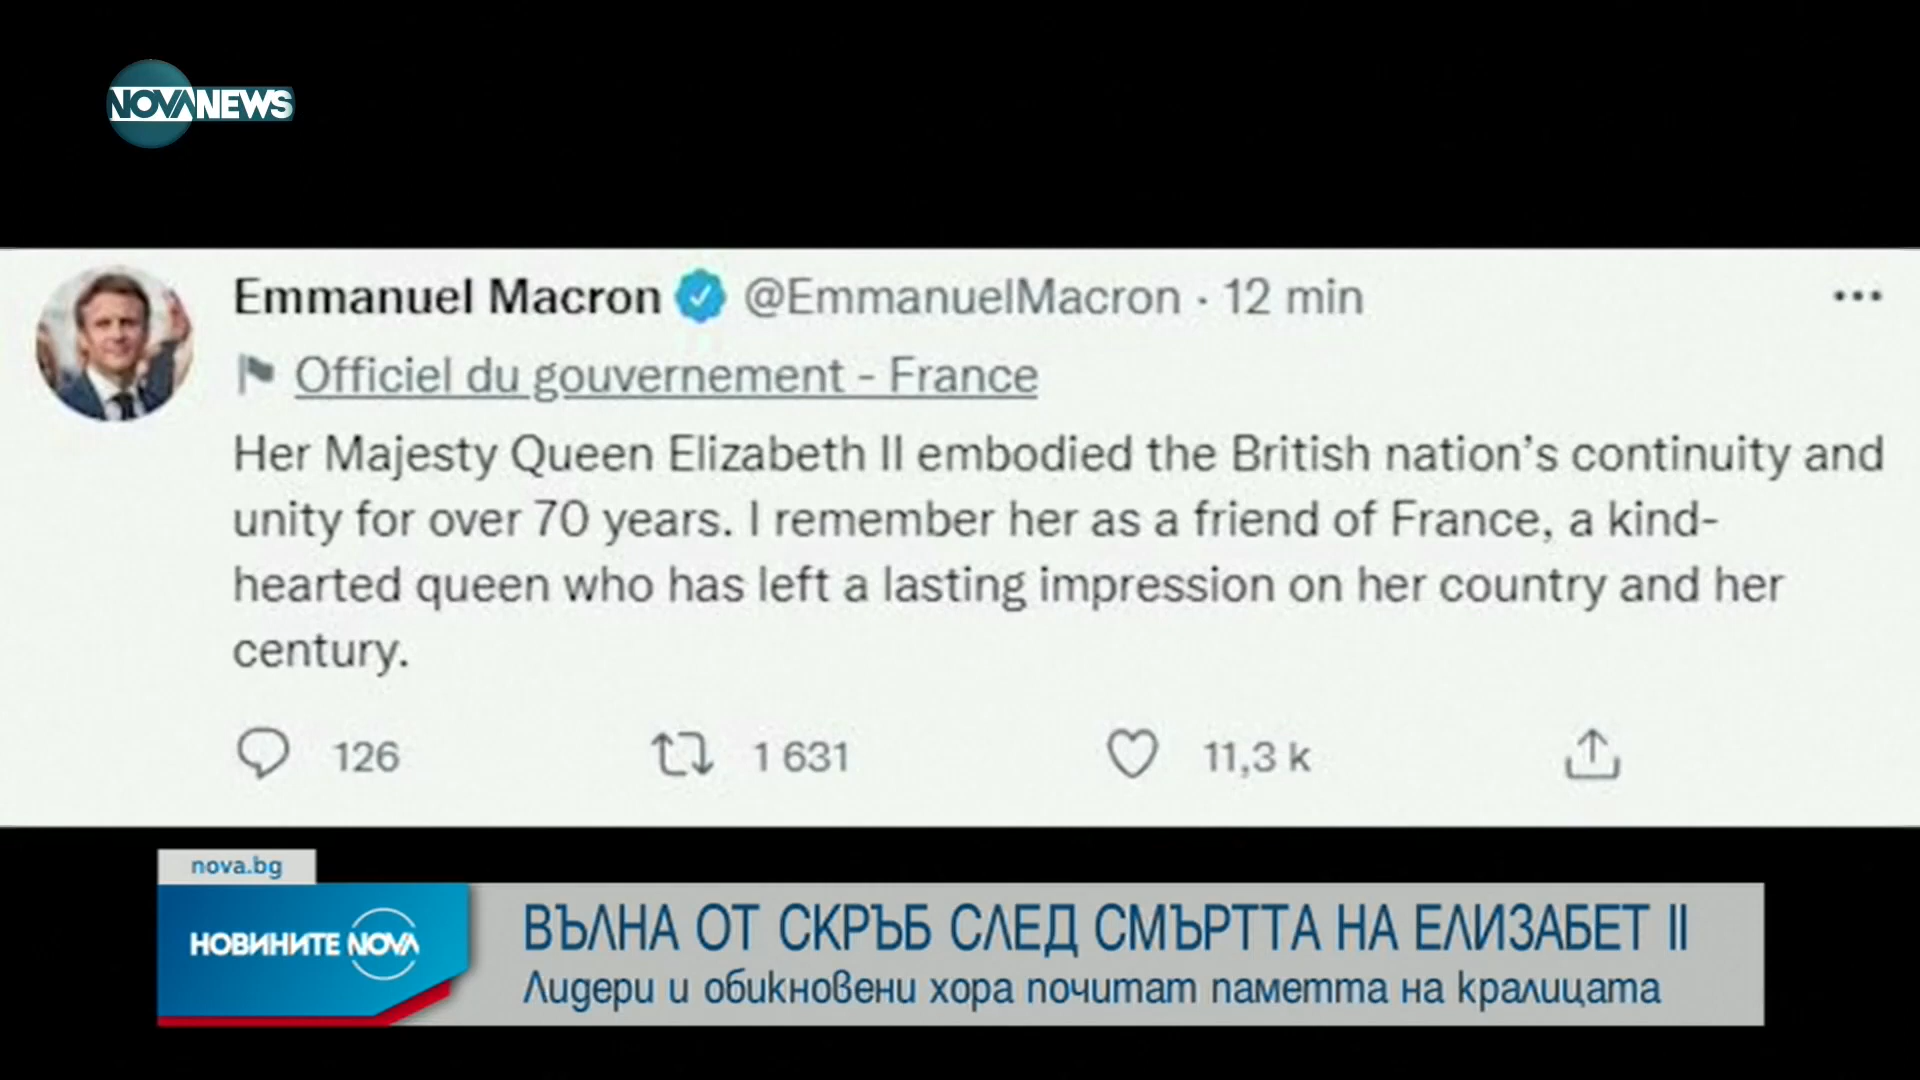 NOVANEWS
Emmanuel Macron @EmmanuelMacron · 12 min
Officiel du gouvernement - France
Her Majesty Queen Elizabeth II embodied the British nation’s continuity and
unity for over 70 years. I remember her as a friend of France, a kind-
hearted queen who has left a lasting impression on her country and her
century.
126 1 631 11,3 k
nova.bg
НОВИНИТЕ NOVA
ВЪЛНА ОТ СКРЪБ СЛЕД СМЪРТТА НА ЕЛИЗАБЕТ II
Лидери и обикновени хора почитат паметта на кралицата